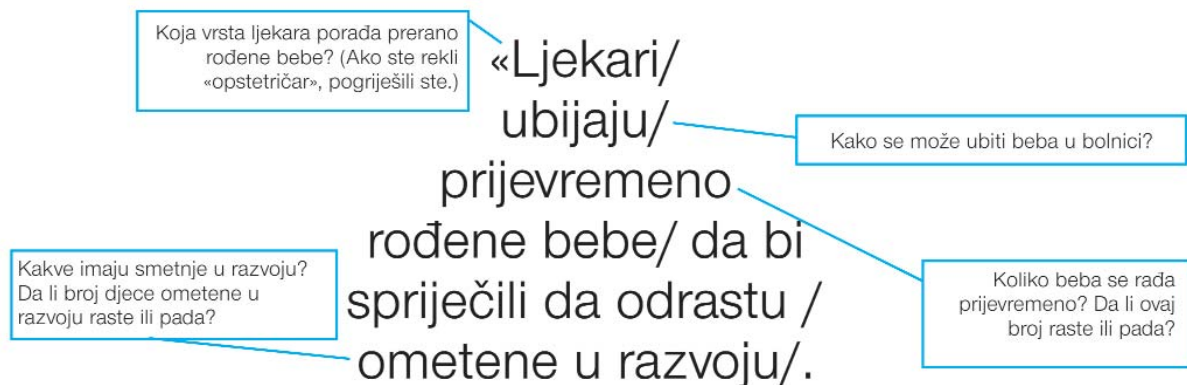 Koja vrsta ljekara porađa prerano
rođene bebe? (Ako ste rekli
«opstetričar», pogriješili ste.)
«Ljekari/
ubijaju/
Kako se može ubiti beba u bolnici?
prijevremeno
rođene bebe/ da bi
spriječili da odrastu /
ometene u razvoju/.
Kakve imaju smetnje u razvoju?
Da li broj djece ometene u
razvoju raste ili pada?
Koliko beba se rađa
prijevremeno? Da li ovaj
broj raste ili pada?